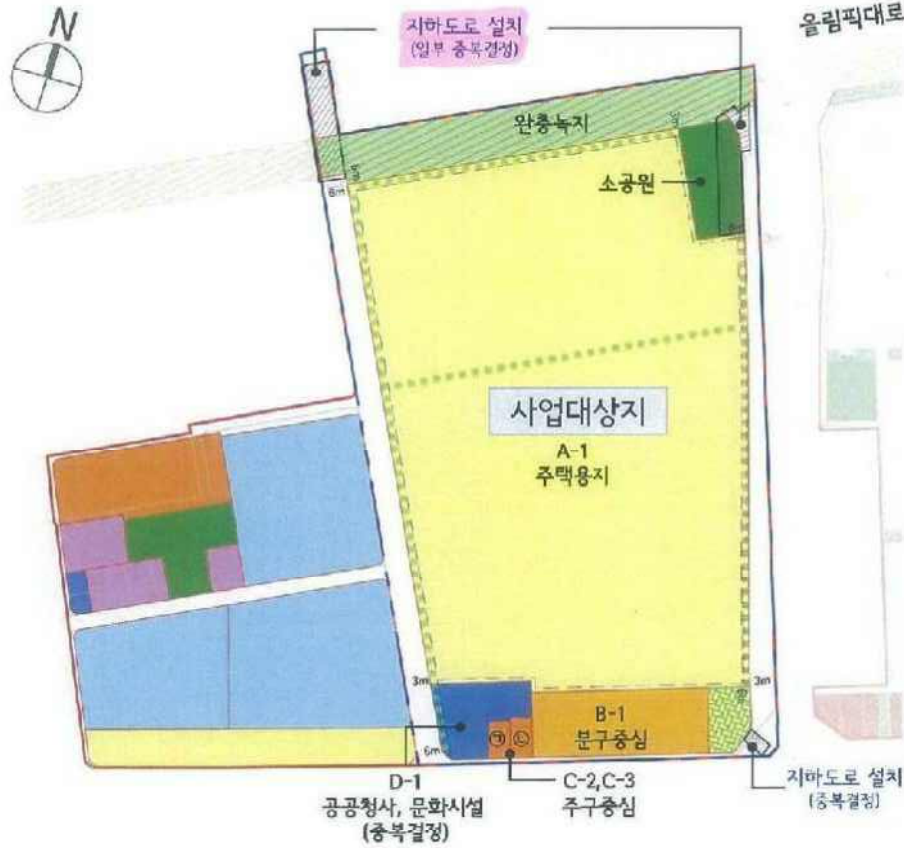 N
지하도로 설치
(일부 중복결정)
올림픽대로
완충녹지
3m
6m
6m
소공원
사업대상지
A-1
주택용지
3m
3m
6m
B-1
분구중심
㉠ ㉡
D-1
공공청사, 문화시설
(중복결정)
C-2,C-3
주구중심
지하도로 설치
(중복결정)